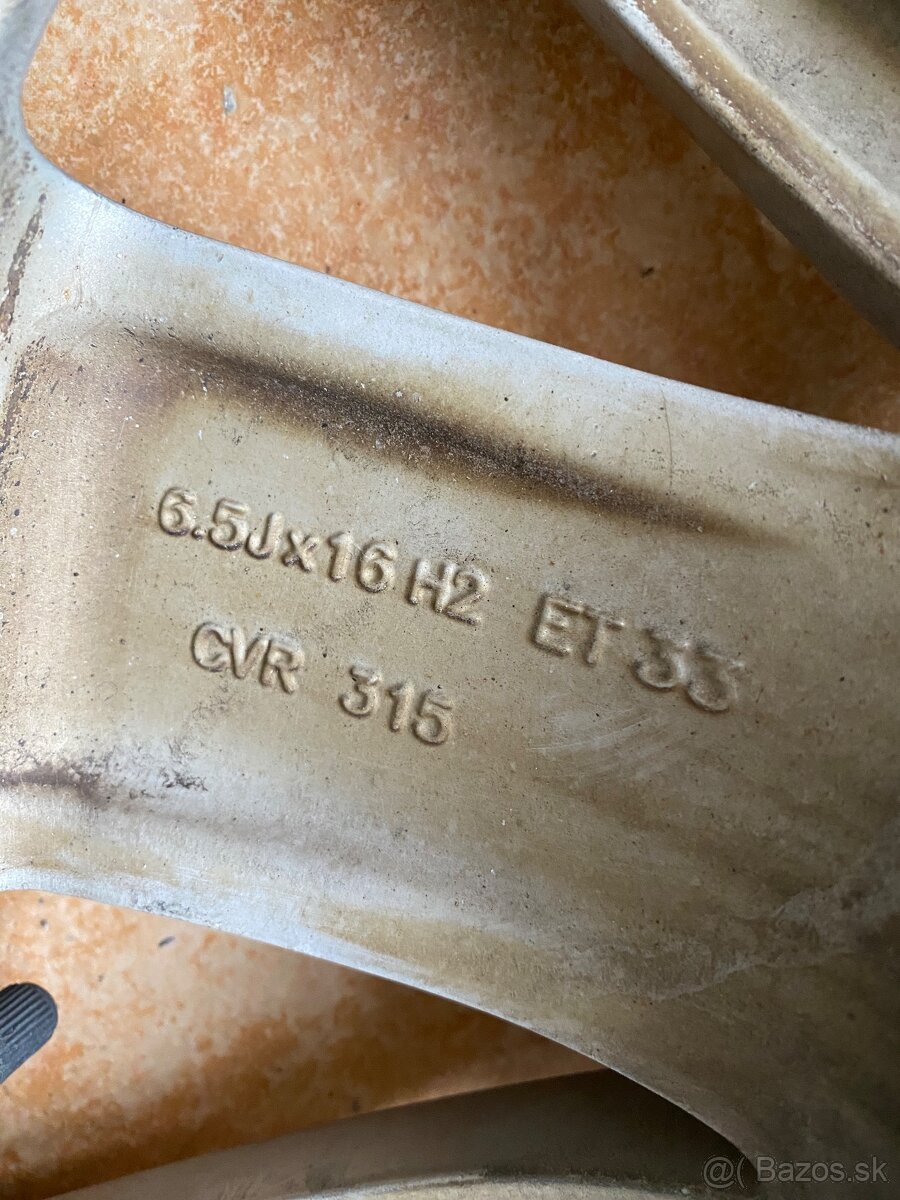 6.5Jx16 H2 ET 33
CVR 315
@( Bazos.sk